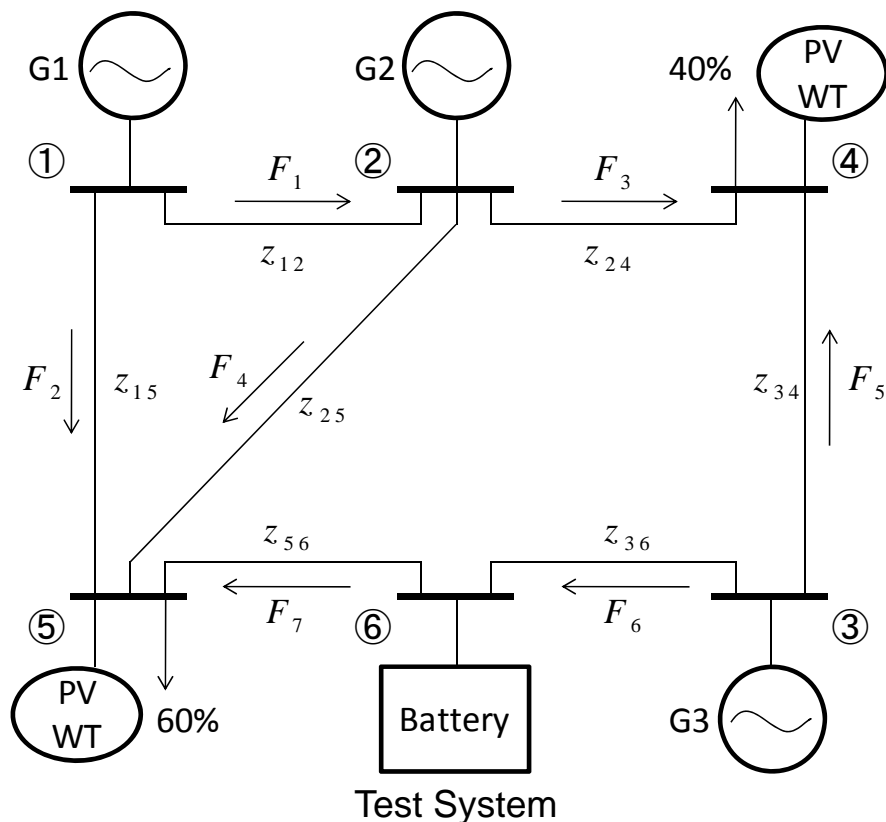 G1
G2
40%
PV
WT
①
②
④
F₁
F₃
z₁₂
z₂₄
F₂
z₁₅
F₄
z₂₅
z₃₄
F₅
z₅₆
z₃₆
F₇
F₆
⑤
⑥
③
PV
WT
60%
Battery
G3
Test System